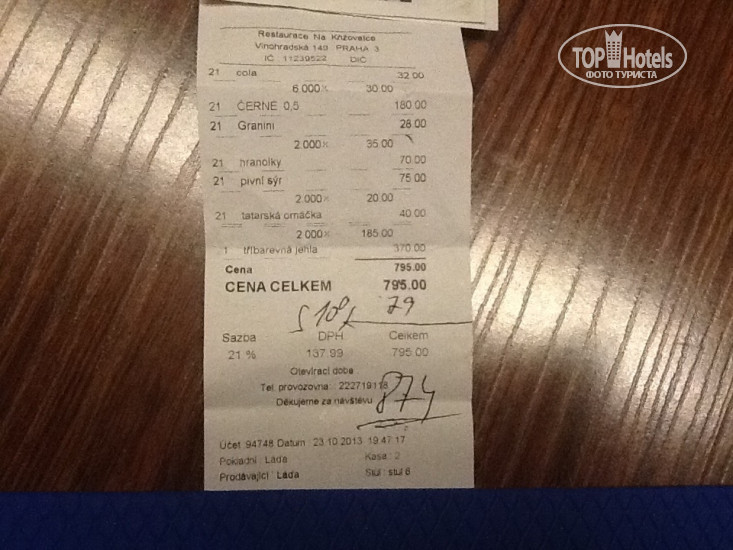 TOP Hotels
ФОТО ТУРИСТА
Restaurace Na Knžovatce
Vinohradská 149 PRAHA 3
IČ 11239522 DIČ
21 cola 32.00
6.000 x 30.00
21 ČERNÉ 0,5 180.00
21 Granini 28.00
2.000 x 35.00
21 hranolky 70.00
21 pivní sýr 75.00
2.000 x 20.00
21 tatarská omáčka 40.00
2.000 x 185.00
1 tříbarevná jehla 370.00
Cena 795.00
CENA CELKEM 795.00
10% 79
Sazba DPH Celkem
21 % 137.99 795.00
Otevírací doba
Tel. provozovna : 222719118
Děkujeme za návštěvu
874
Účet 94748 Datum : 23.10.2013 19:47:17
Pokladní : Láďa Kasa : 2
Prodávající : Láďa Stůl : stul 6